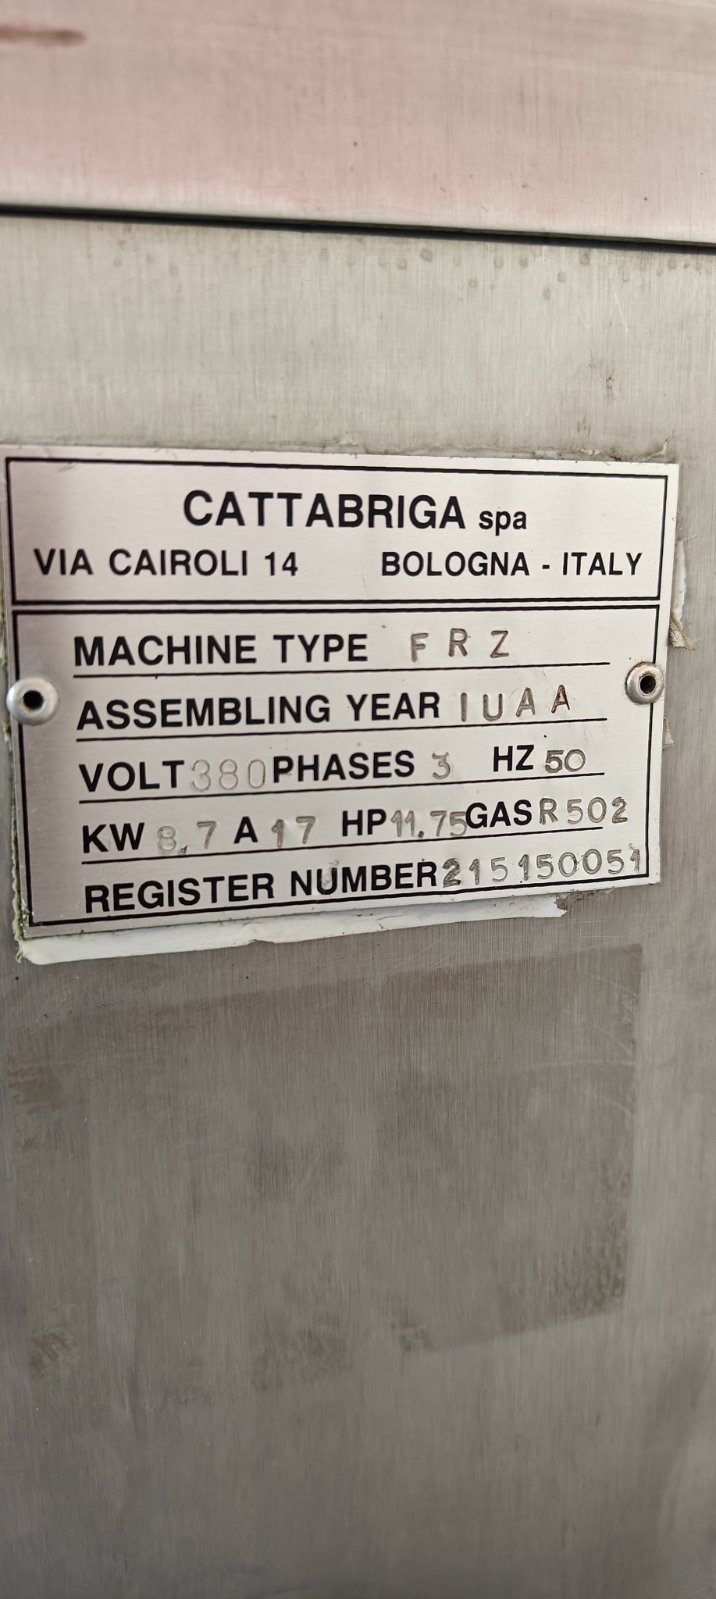 CATTABRIGA spa
VIA CAIROLI 14 BOLOGNA - ITALY
MACHINE TYPE FRZ
ASSEMBLING YEAR IUAA
VOLT 380 PHASES 3 HZ 50
KW 8.7 A 17 HP 11.75 GAS R502
REGISTER NUMBER 215150051